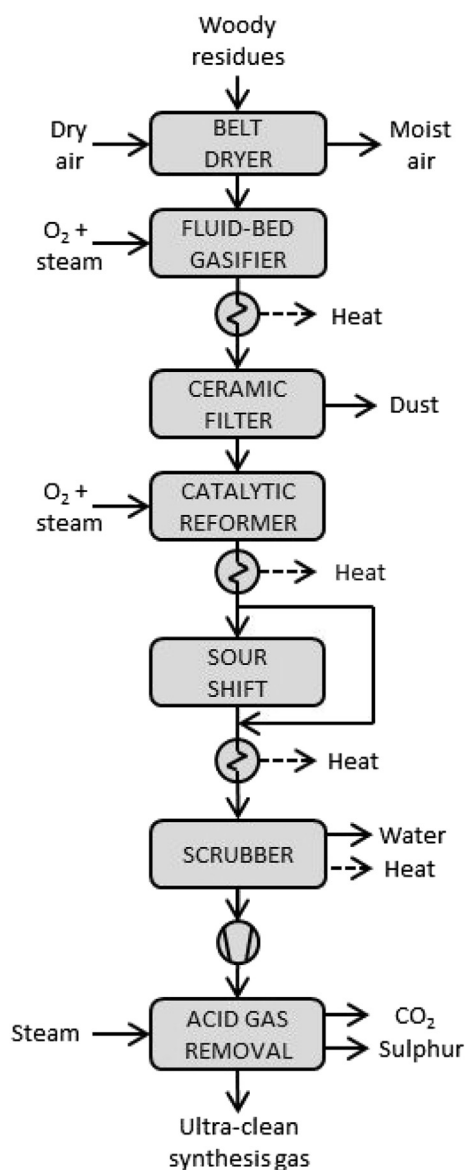 Woody
residues
Dry
air
BELT
DRYER
Moist
air
O₂ +
steam
FLUID-BED
GASIFIER
Heat
CERAMIC
FILTER
Dust
O₂ +
steam
CATALYTIC
REFORMER
Heat
SOUR
SHIFT
Heat
SCRUBBER
Water
Heat
Steam
ACID GAS
REMOVAL
CO₂
Sulphur
Ultra-clean
synthesis gas